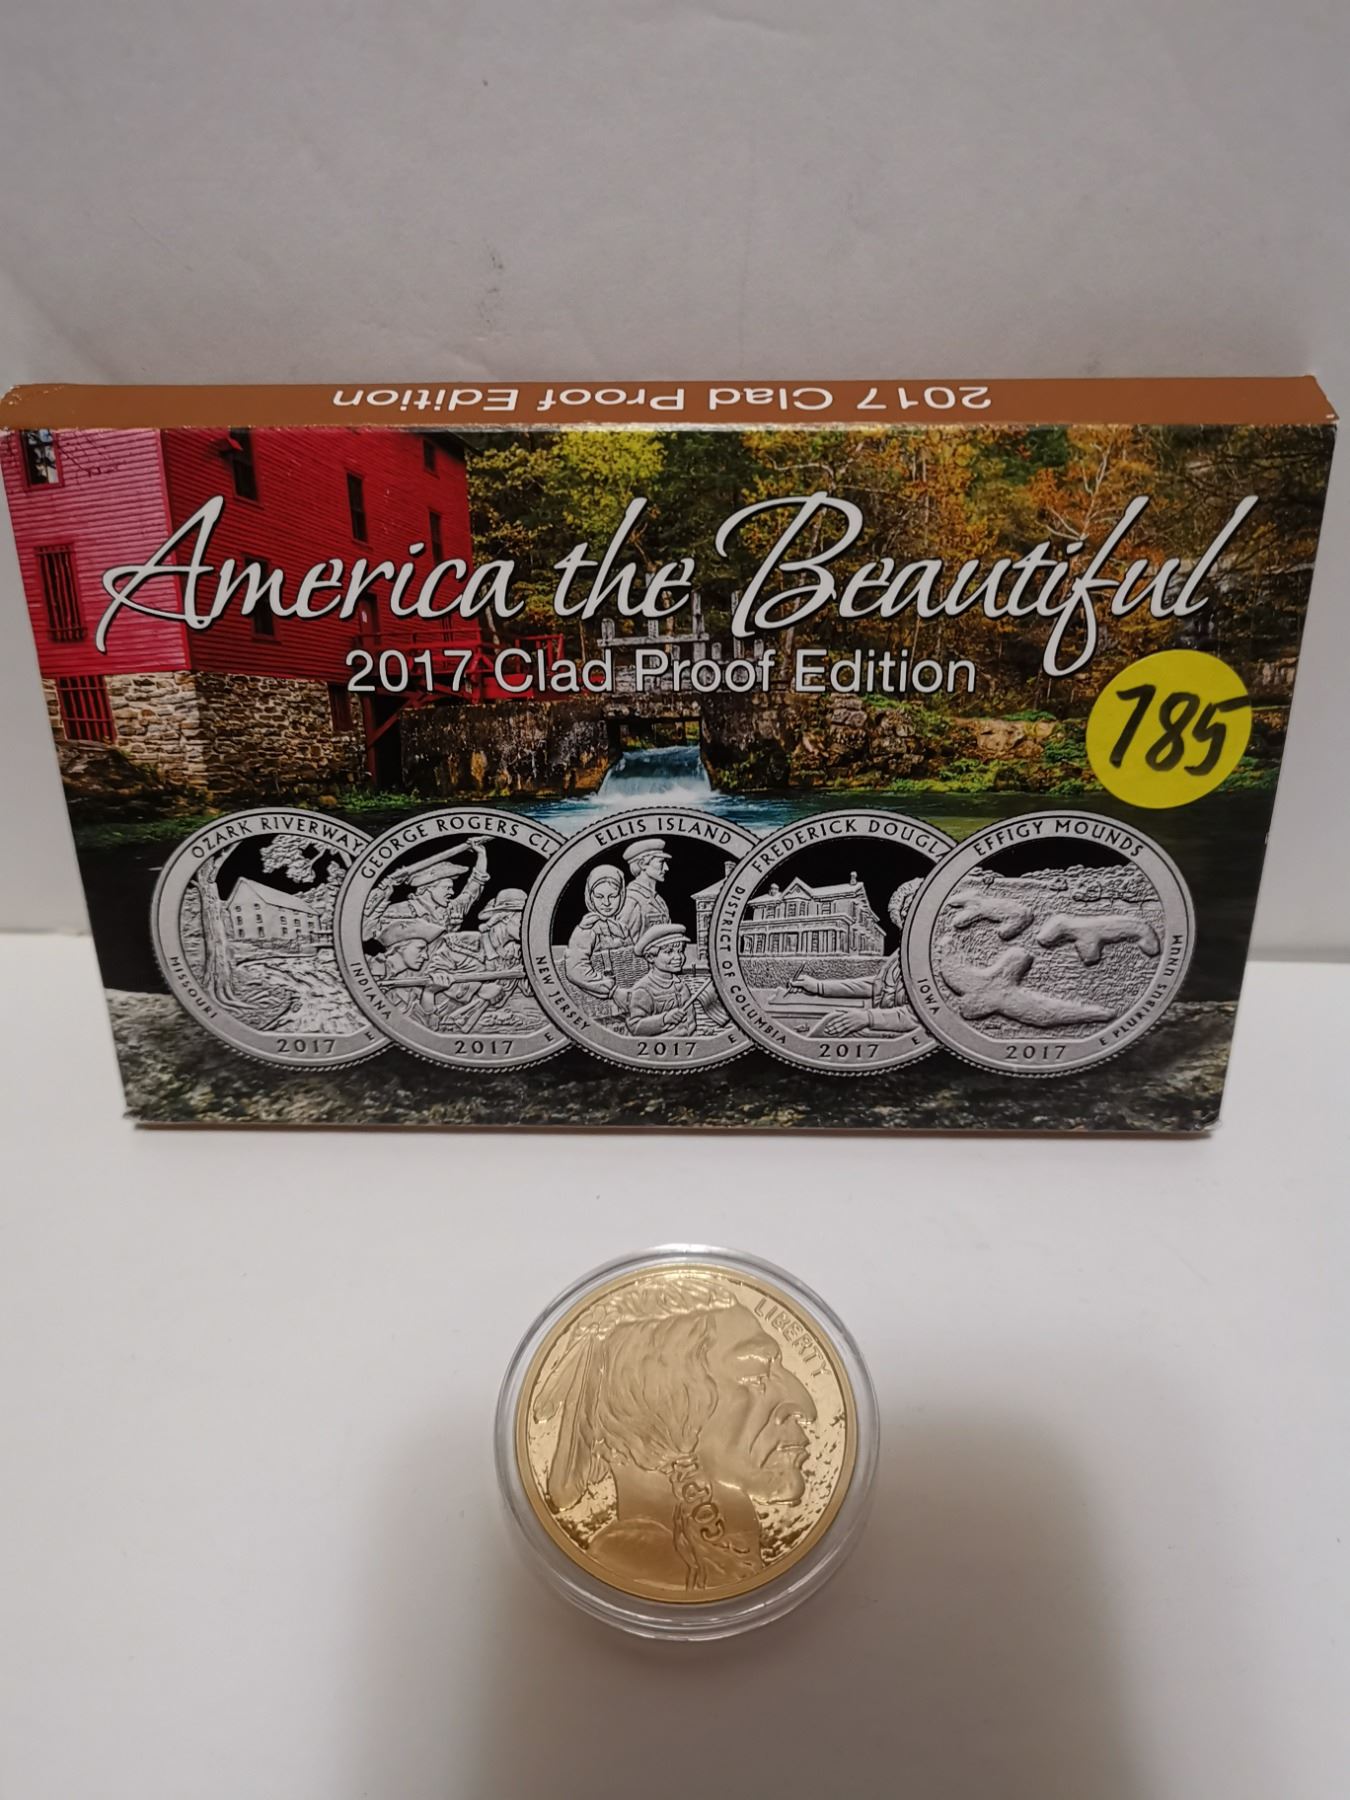 2017 Clad Proof Edition
America the Beautiful
2017 Clad Proof Edition
785
OZARK RIVERWAY
MISSOURI
2017
E
GEORGE ROGERS CL
INDIANA
2017
E
ELLIS ISLAND
NEW JERSEY
2017
E
FREDERICK DOUGL
DISTRICT OF COLUMBIA
2017
E
EFFIGY MOUNDS
IOWA
2017
E PLURIBUS UNUM
LIBERTY
COPY